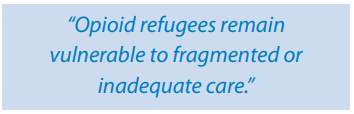 “Opioid refugees remain
vulnerable to fragmented or
inadequate care.”